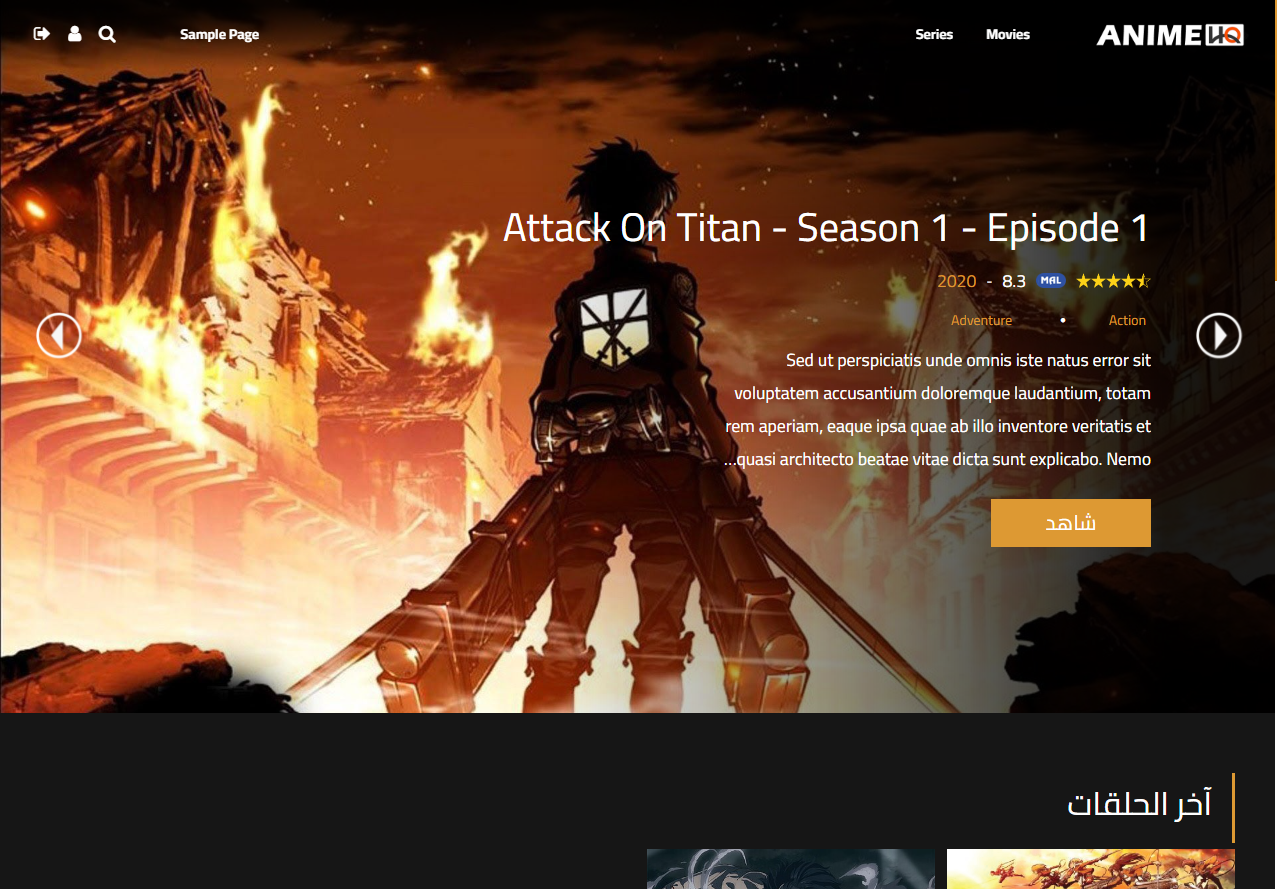 Sample Page
Series
Movies
ANIME HQ
Attack On Titan - Season 1 - Episode 1
2020 - 8.3 MAL
Adventure • Action
Sed ut perspiciatis unde omnis iste natus error sit
voluptatem accusantium doloremque laudantium, totam
rem aperiam, eaque ipsa quae ab illo inventore veritatis et
...quasi architecto beatae vitae dicta sunt explicabo. Nemo
شاهد
آخر الحلقات